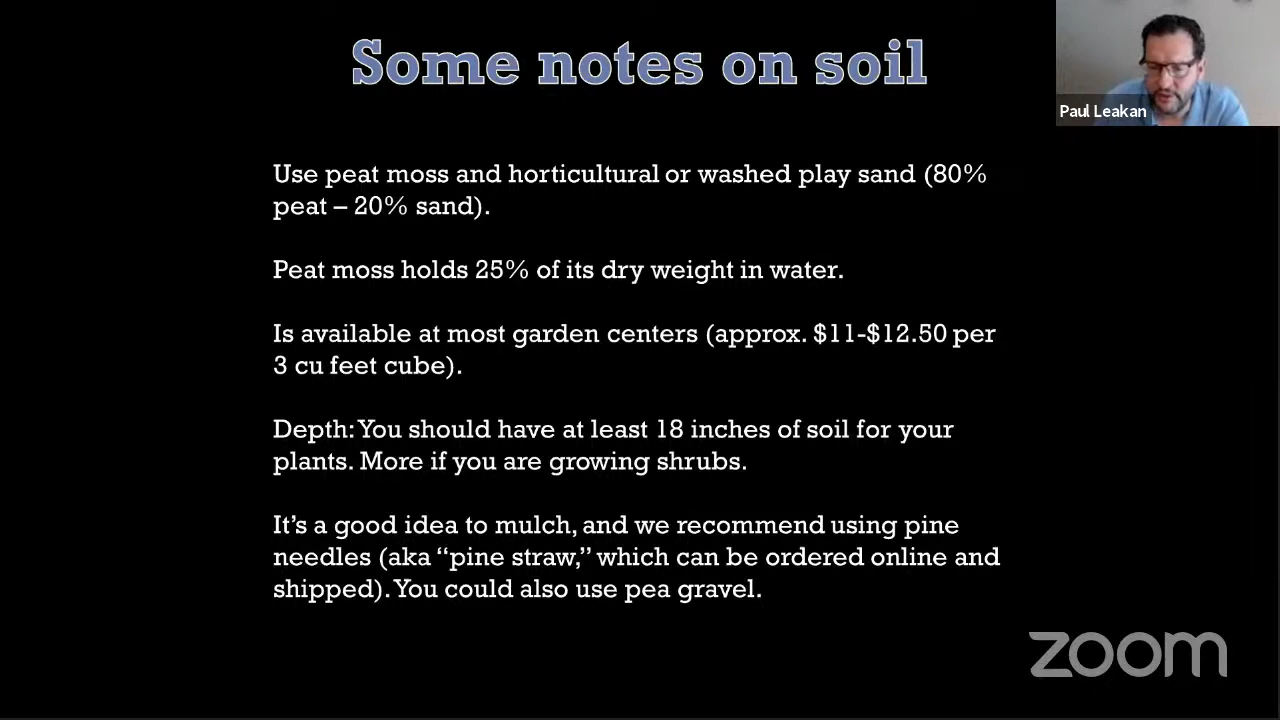 Some notes on soil
Paul Leakan
Use peat moss and horticultural or washed play sand (80%
peat – 20% sand).
Peat moss holds 25% of its dry weight in water.
Is available at most garden centers (approx. $11-$12.50 per
3 cu feet cube).
Depth: You should have at least 18 inches of soil for your
plants. More if you are growing shrubs.
It’s a good idea to mulch, and we recommend using pine
needles (aka “pine straw,” which can be ordered online and
shipped). You could also use pea gravel.
zoom